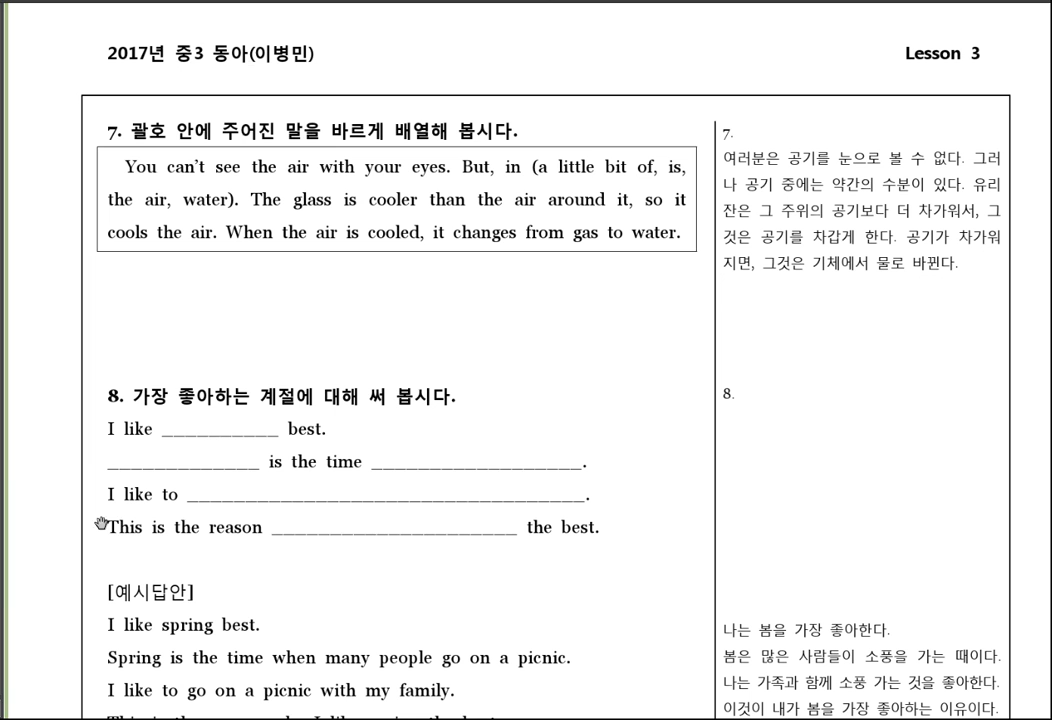 2017년 중3 동아(이병민)
Lesson 3
7. 괄호 안에 주어진 말을 바르게 배열해 봅시다.
You can't see the air with your eyes. But, in (a little bit of, is,
the air, water). The glass is cooler than the air around it, so it
cools the air. When the air is cooled, it changes from gas to water.
7.
여러분은 공기를 눈으로 볼 수 없다. 그러
나 공기 중에는 약간의 수분이 있다. 유리
잔은 그 주위의 공기보다 더 차가워서, 그
것은 공기를 차갑게 한다. 공기가 차가워
지면, 그것은 기체에서 물로 바뀐다.
8. 가장 좋아하는 계절에 대해 써 봅시다.
I like __________ best.
_____________ is the time __________________.
I like to __________________________________.
This is the reason _____________________ the best.
8.
[예시답안]
I like spring best.
Spring is the time when many people go on a picnic.
I like to go on a picnic with my family.
나는 봄을 가장 좋아한다.
봄은 많은 사람들이 소풍을 가는 때이다.
나는 가족과 함께 소풍 가는 것을 좋아한다.
이것이 내가 봄을 가장 좋아하는 이유이다.